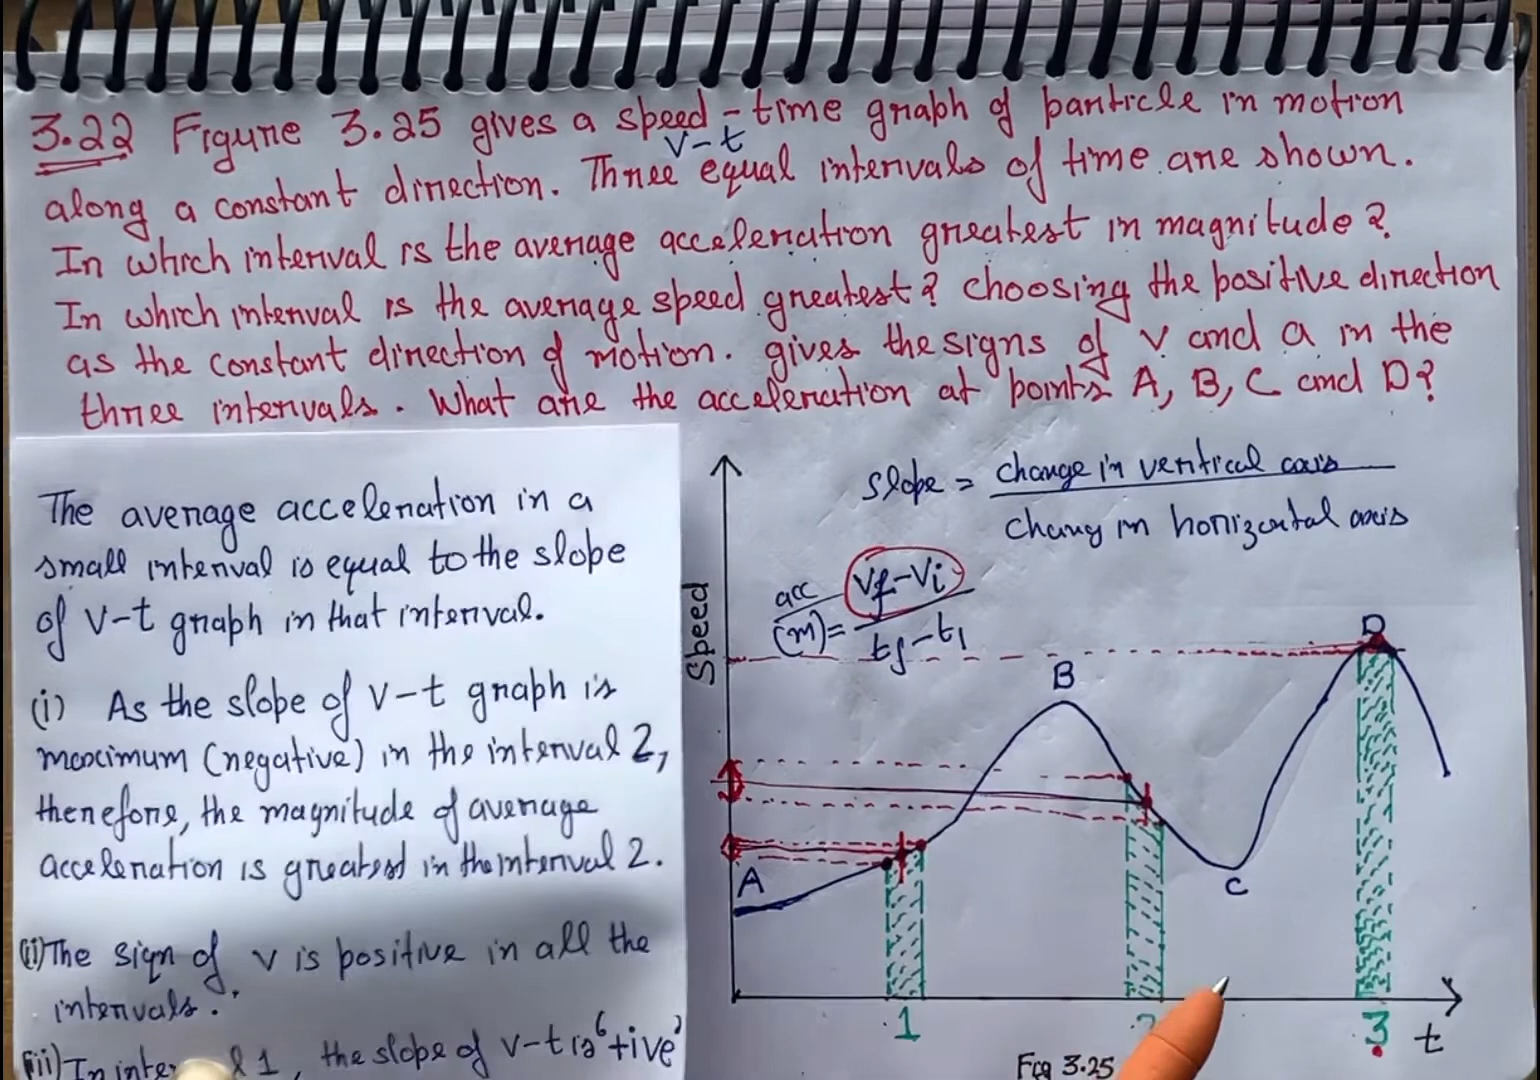 3.22 Figure 3.25 gives a speed-time graph of particle in motion
v-t
along a constant direction. Three equal intervals of time are shown.
In which interval is the average acceleration greatest in magnitude?
In which interval is the average speed greatest? choosing the positive direction
as the constant direction of motion. gives the signs of v and a in the
three intervals. What are the acceleration at points A, B, C and D?
The average acceleration in a
small interval is equal to the slope
of v-t graph in that interval.
(i) As the slope of v-t graph is
maximum (negative) in the interval 2,
therefore, the magnitude of average
acceleration is greatest in the interval 2.
(ii) The sign of v is positive in all the
intervals.
(iii) In 1, the slope of v-t is +ive
slope = change in vertical axis
chang in horizontal axis
acc
(m) = vf-vi
tf-t1
Speed
A
B
C
D
1
2
3
t
Fig 3.25